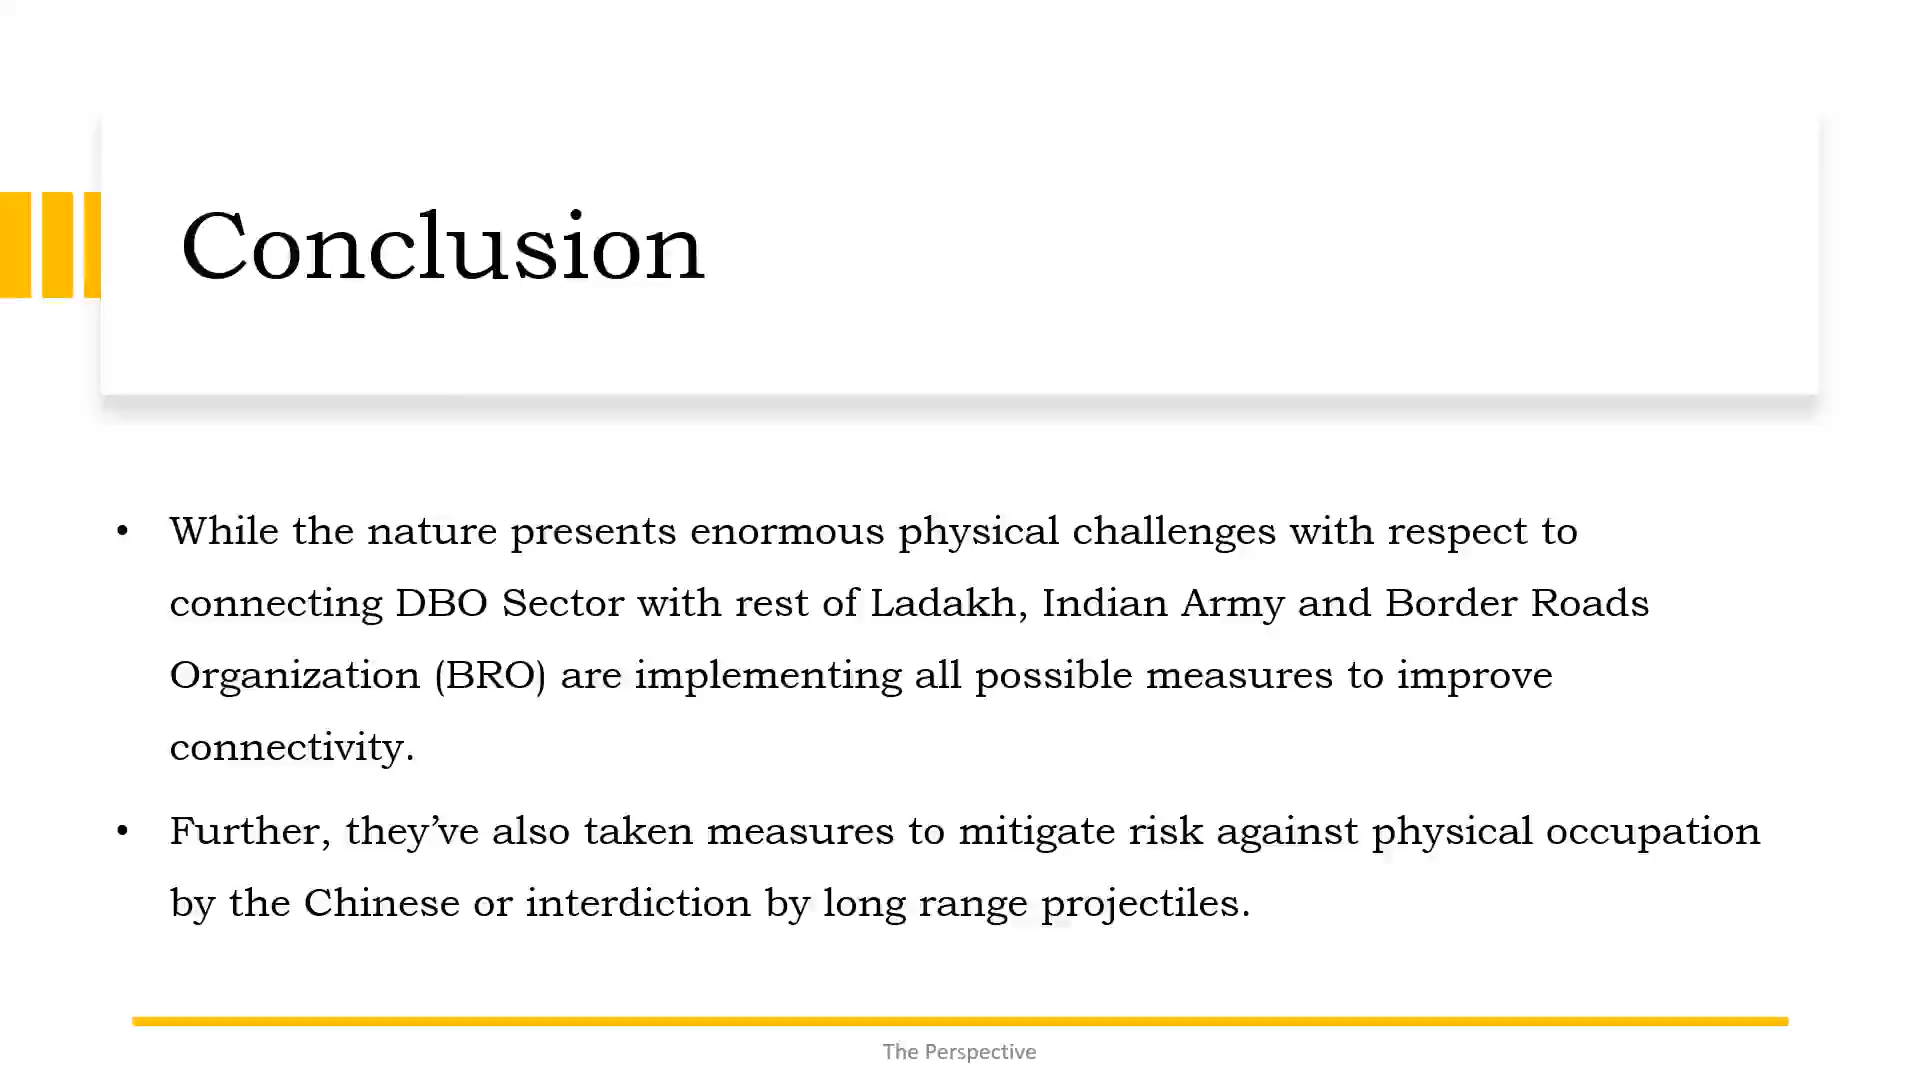 Conclusion
• While the nature presents enormous physical challenges with respect to
connecting DBO Sector with rest of Ladakh, Indian Army and Border Roads
Organization (BRO) are implementing all possible measures to improve
connectivity.
• Further, they’ve also taken measures to mitigate risk against physical occupation
by the Chinese or interdiction by long range projectiles.
The Perspective